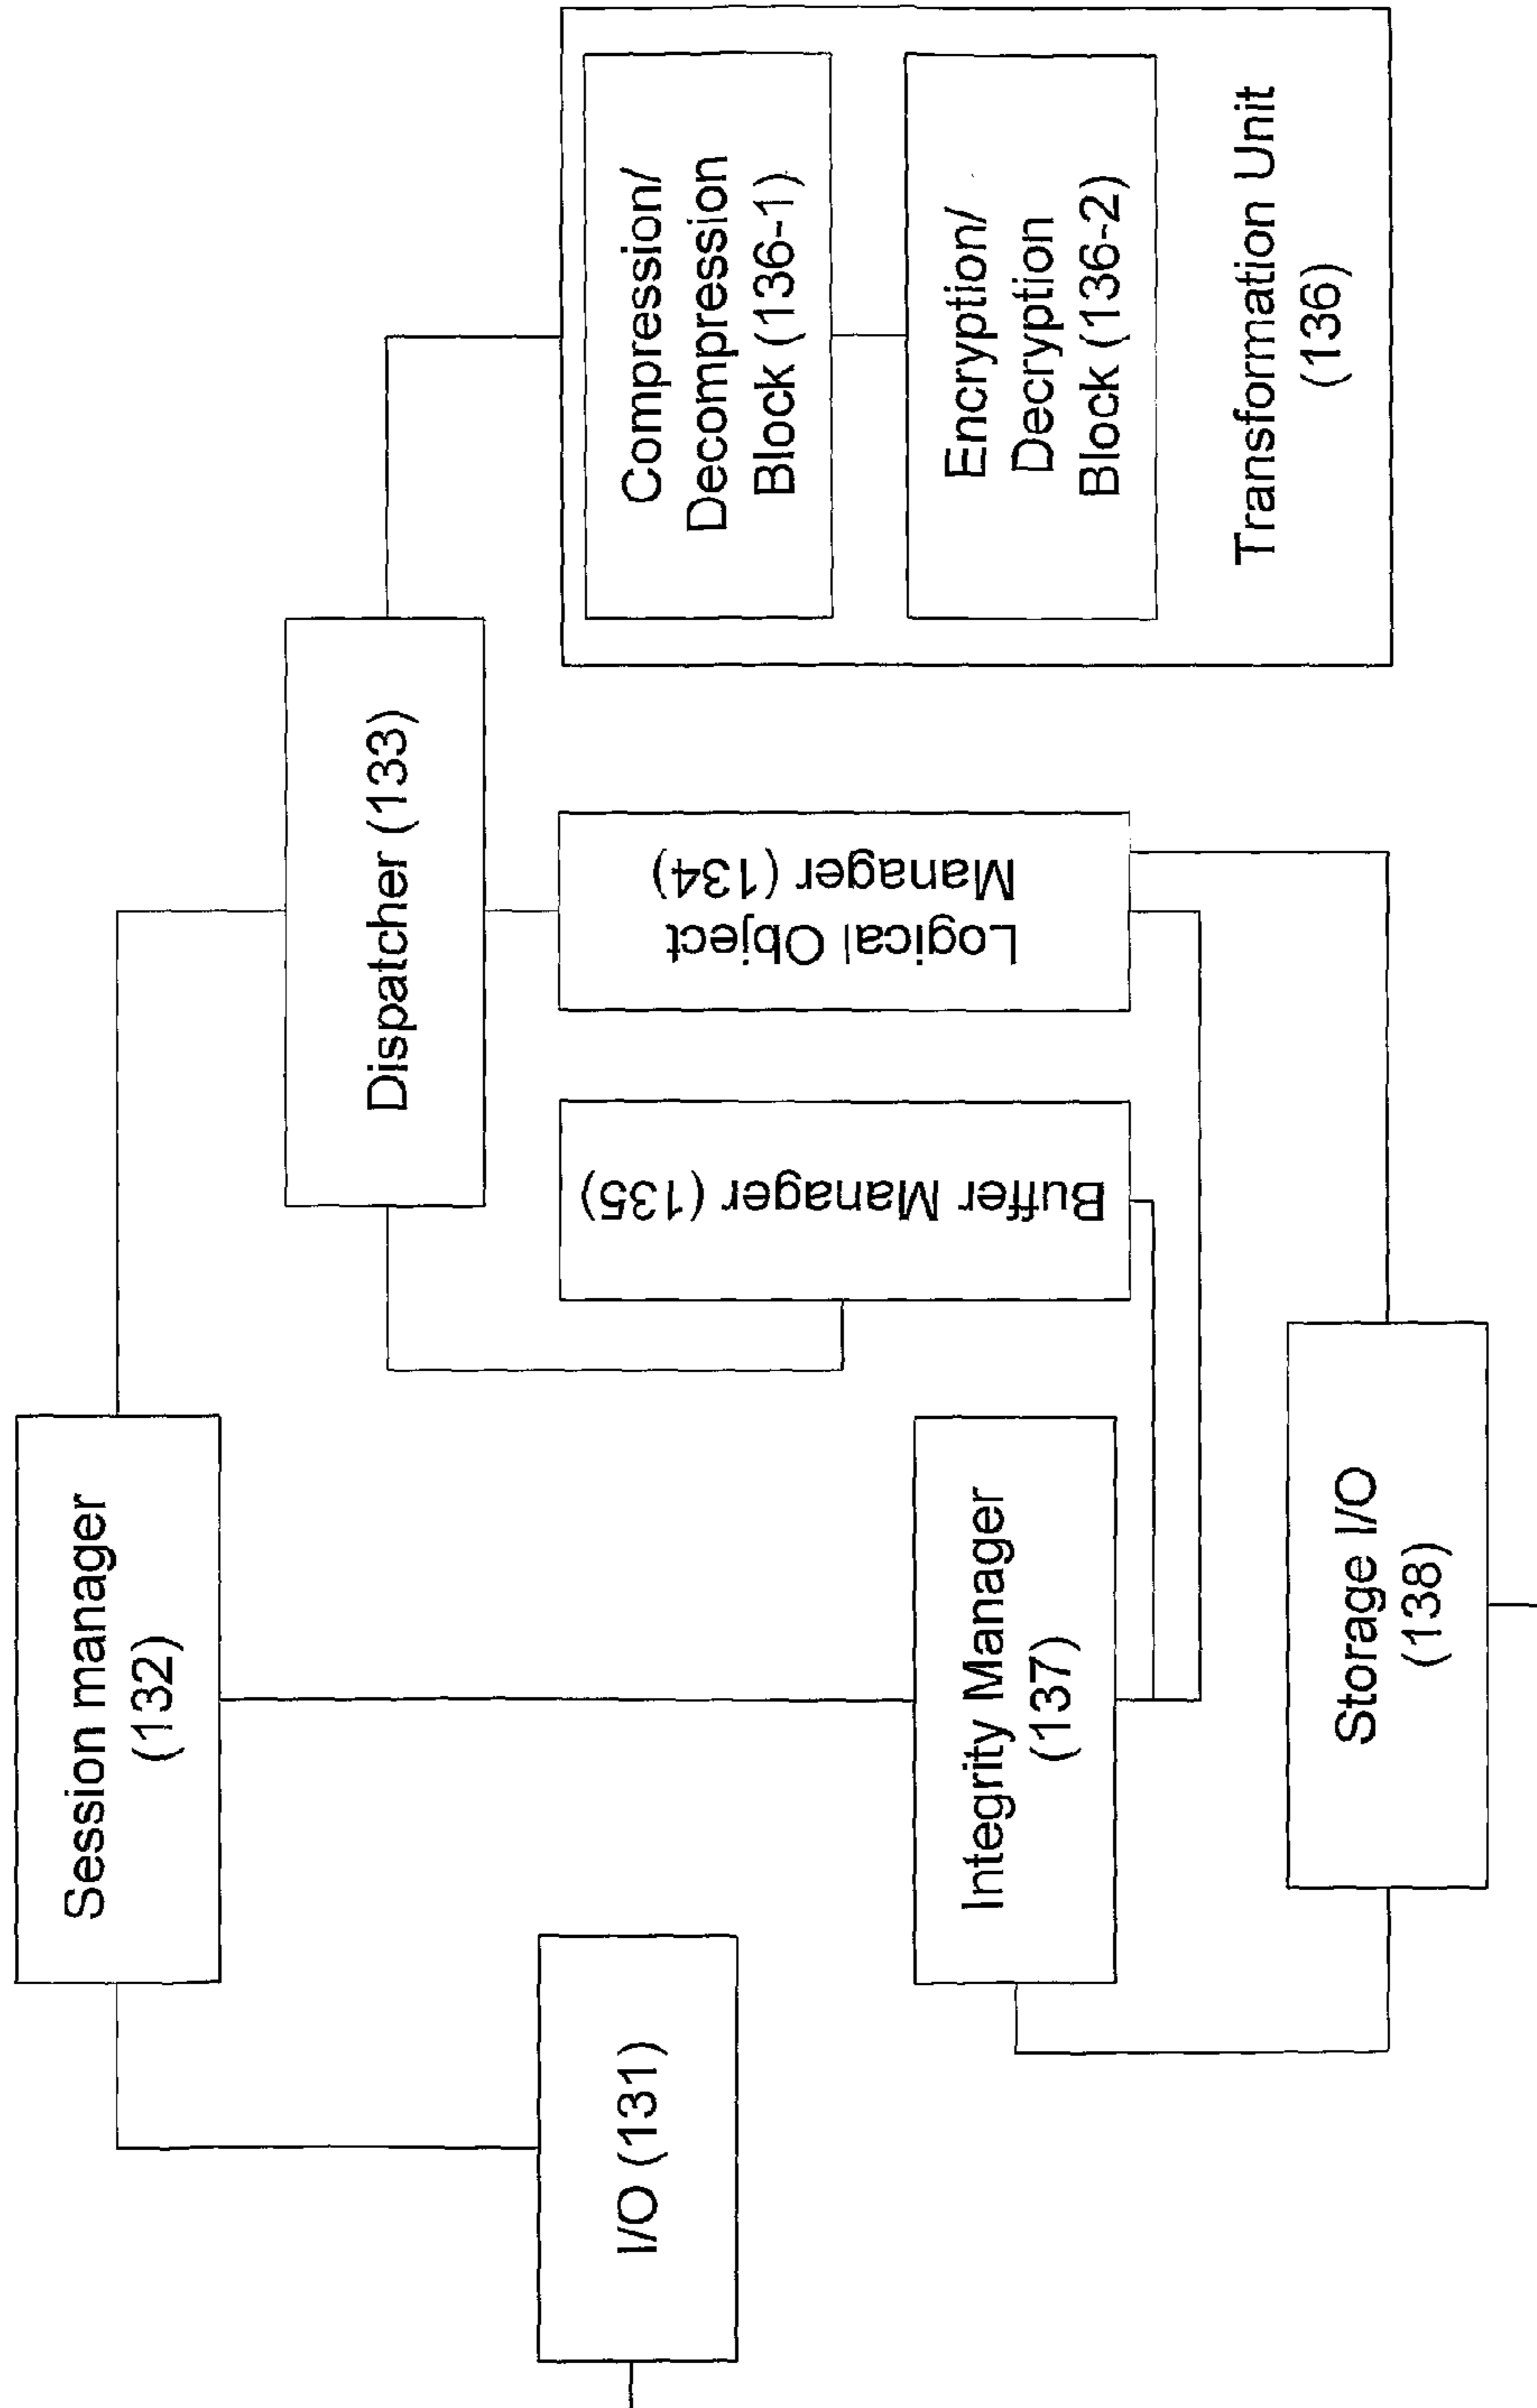 Session manager
(132)
I/O (131)
Dispatcher (133)
Buffer Manager (135)
Logical Object
Manager (134)
Compression/
Decompression
Block (136-1)
Encryption/
Decryption
Block (136-2)
Transformation Unit
(136)
Integrity Manager
(137)
Storage I/O
(138)